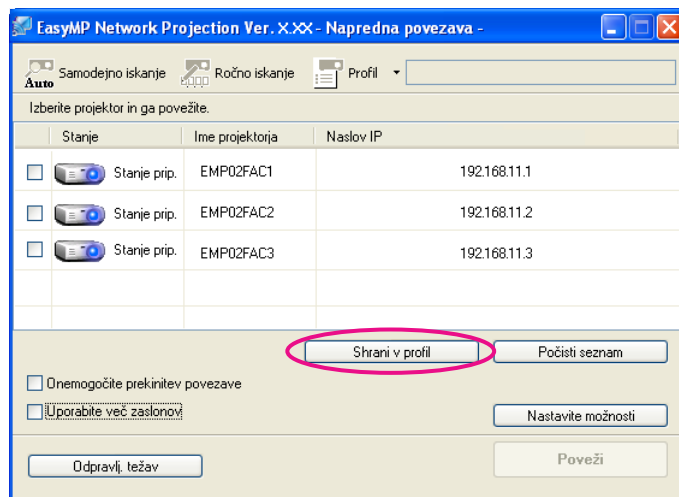 EasyMP Network Projection Ver. X.XX - Napredna povezava -
Auto Samodejno iskanje Ročno iskanje Profil
Izberite projektor in ga povežite.
Stanje Ime projektorja Naslov IP
Stanje prip. EMP02FAC1 192.168.11.1
Stanje prip. EMP02FAC2 192.168.11.2
Stanje prip. EMP02FAC3 192.168.11.3
Shrani v profil Počisti seznam
Onemogočite prekinitev povezave
Uporabite več zaslonov Nastavite možnosti
Odpravlj. težav Poveži